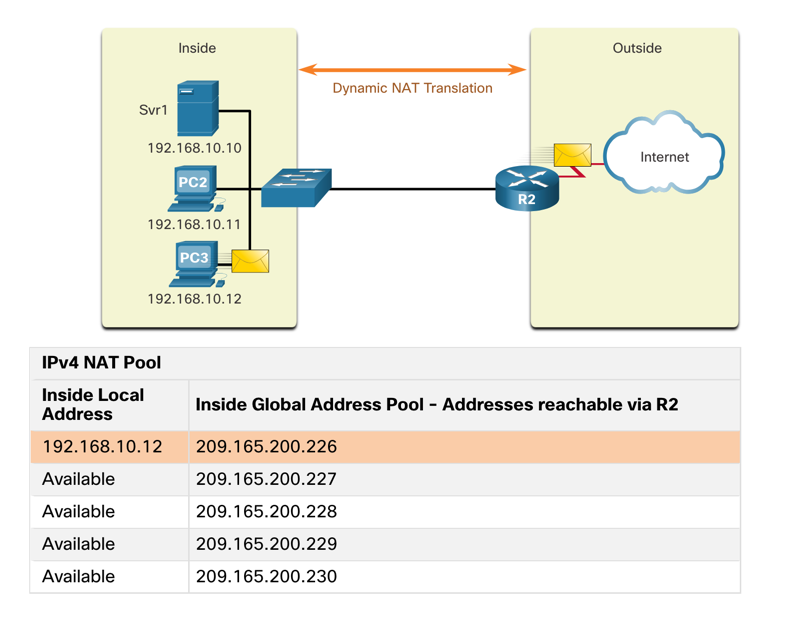 Inside
Outside
Dynamic NAT Translation
Svr1
192.168.10.10
Internet
PC2
R2
192.168.10.11
PC3
192.168.10.12
IPv4 NAT Pool
Inside Local
Address
Inside Global Address Pool - Addresses reachable via R2
192.168.10.12 209.165.200.226
Available 209.165.200.227
Available 209.165.200.228
Available 209.165.200.229
Available 209.165.200.230